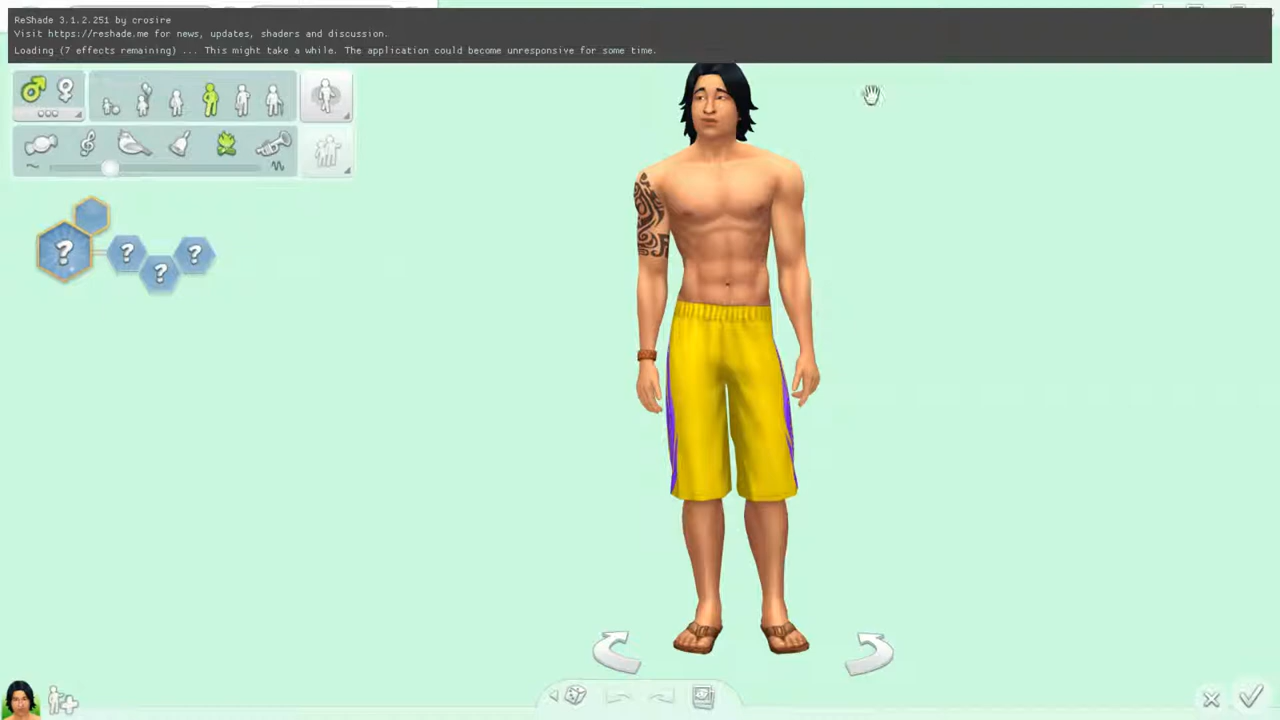 ReShade 3.1.2.251 by crosire
Visit https://reshade.me for news, updates, shaders and discussion.
Loading (7 effects remaining) ... This might take a while. The application could become unresponsive for some time.
?
? ? ?